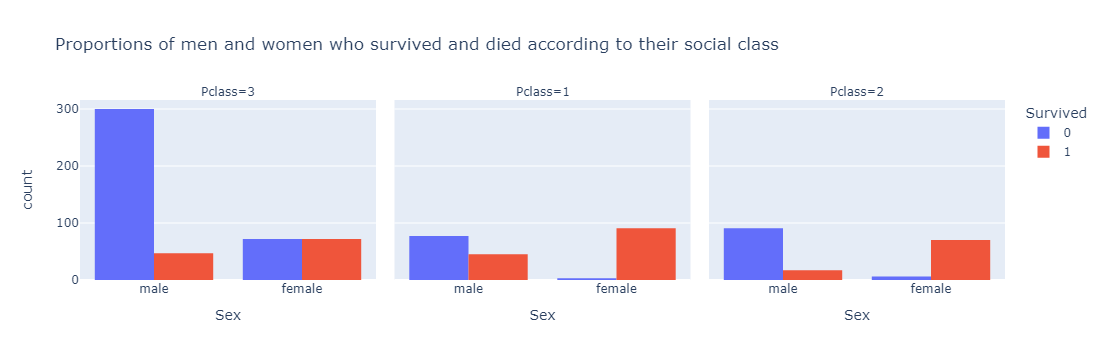 Proportions of men and women who survived and died according to their social class
Pclass=3
Pclass=1
Pclass=2
Survived
0
1
count
300
200
100
0
male
female
male
female
male
female
Sex
Sex
Sex